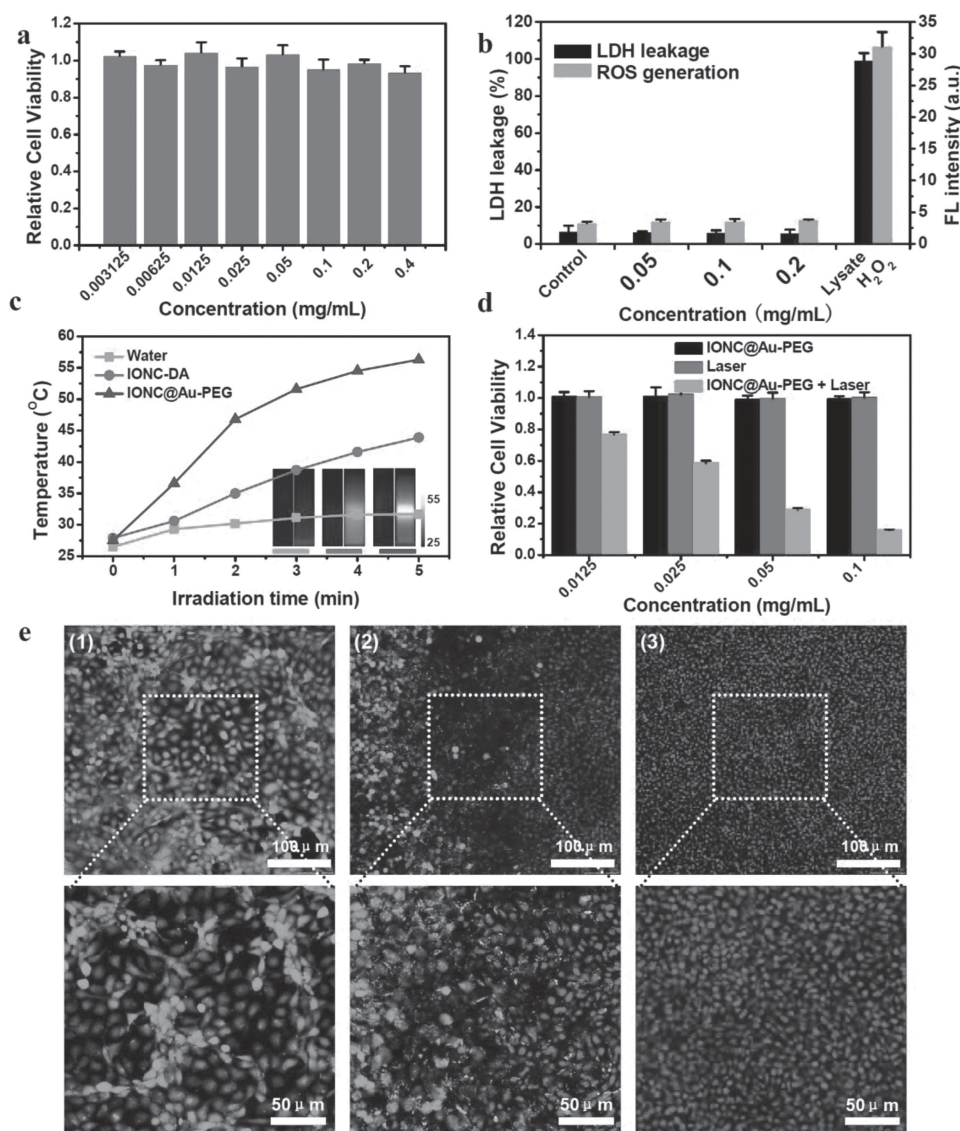 a
1.2
1.0
0.8
0.6
0.4
0.2
0.0
Relative Cell Viability
0.003125
0.00625
0.0125
0.025
0.05
0.1
0.2
0.4
Concentration (mg/mL)
b
120
100
80
60
40
20
0
LDH leakage (%)
LDH leakage
ROS generation
35
30
25
20
15
10
5
0
FL intensity (a.u.)
Control
0.05
0.1
0.2
Lysate
H2O2
Concentration (mg/mL)
c
60
55
50
45
40
35
30
25
Temperature (°C)
Water
IONC-DA
IONC@Au-PEG
55
25
0
1
2
3
4
5
Irradiation time (min)
d
1.4
1.2
1.0
0.8
0.6
0.4
0.2
0.0
Relative Cell Viability
IONC@Au-PEG
Laser
IONC@Au-PEG + Laser
0.0125
0.025
0.05
0.1
Concentration (mg/mL)
e
(1)
100 μm
(2)
100 μm
(3)
100 μm
50 μm
50 μm
50 μm